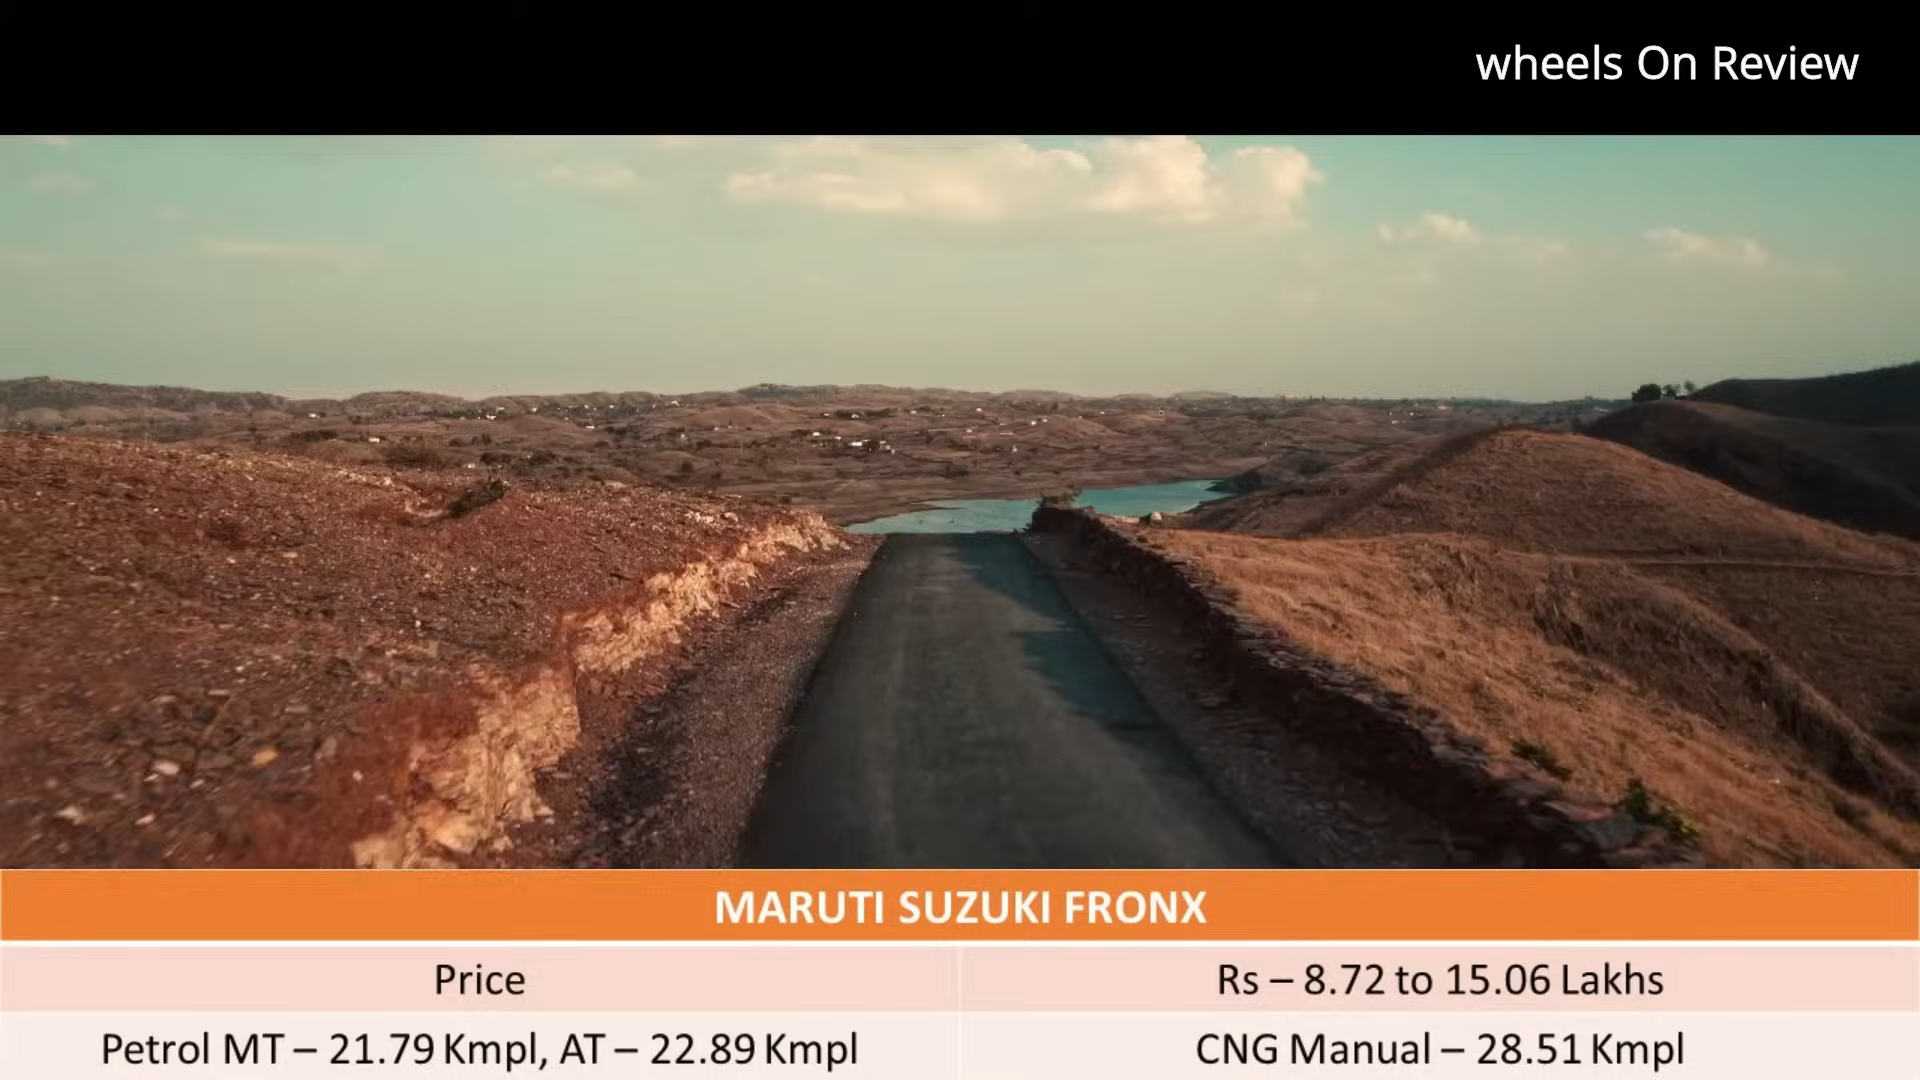 wheels On Review
MARUTI SUZUKI FRONX
Price
Rs – 8.72 to 15.06 Lakhs
Petrol MT – 21.79 Kmpl, AT – 22.89 Kmpl
CNG Manual – 28.51 Kmpl